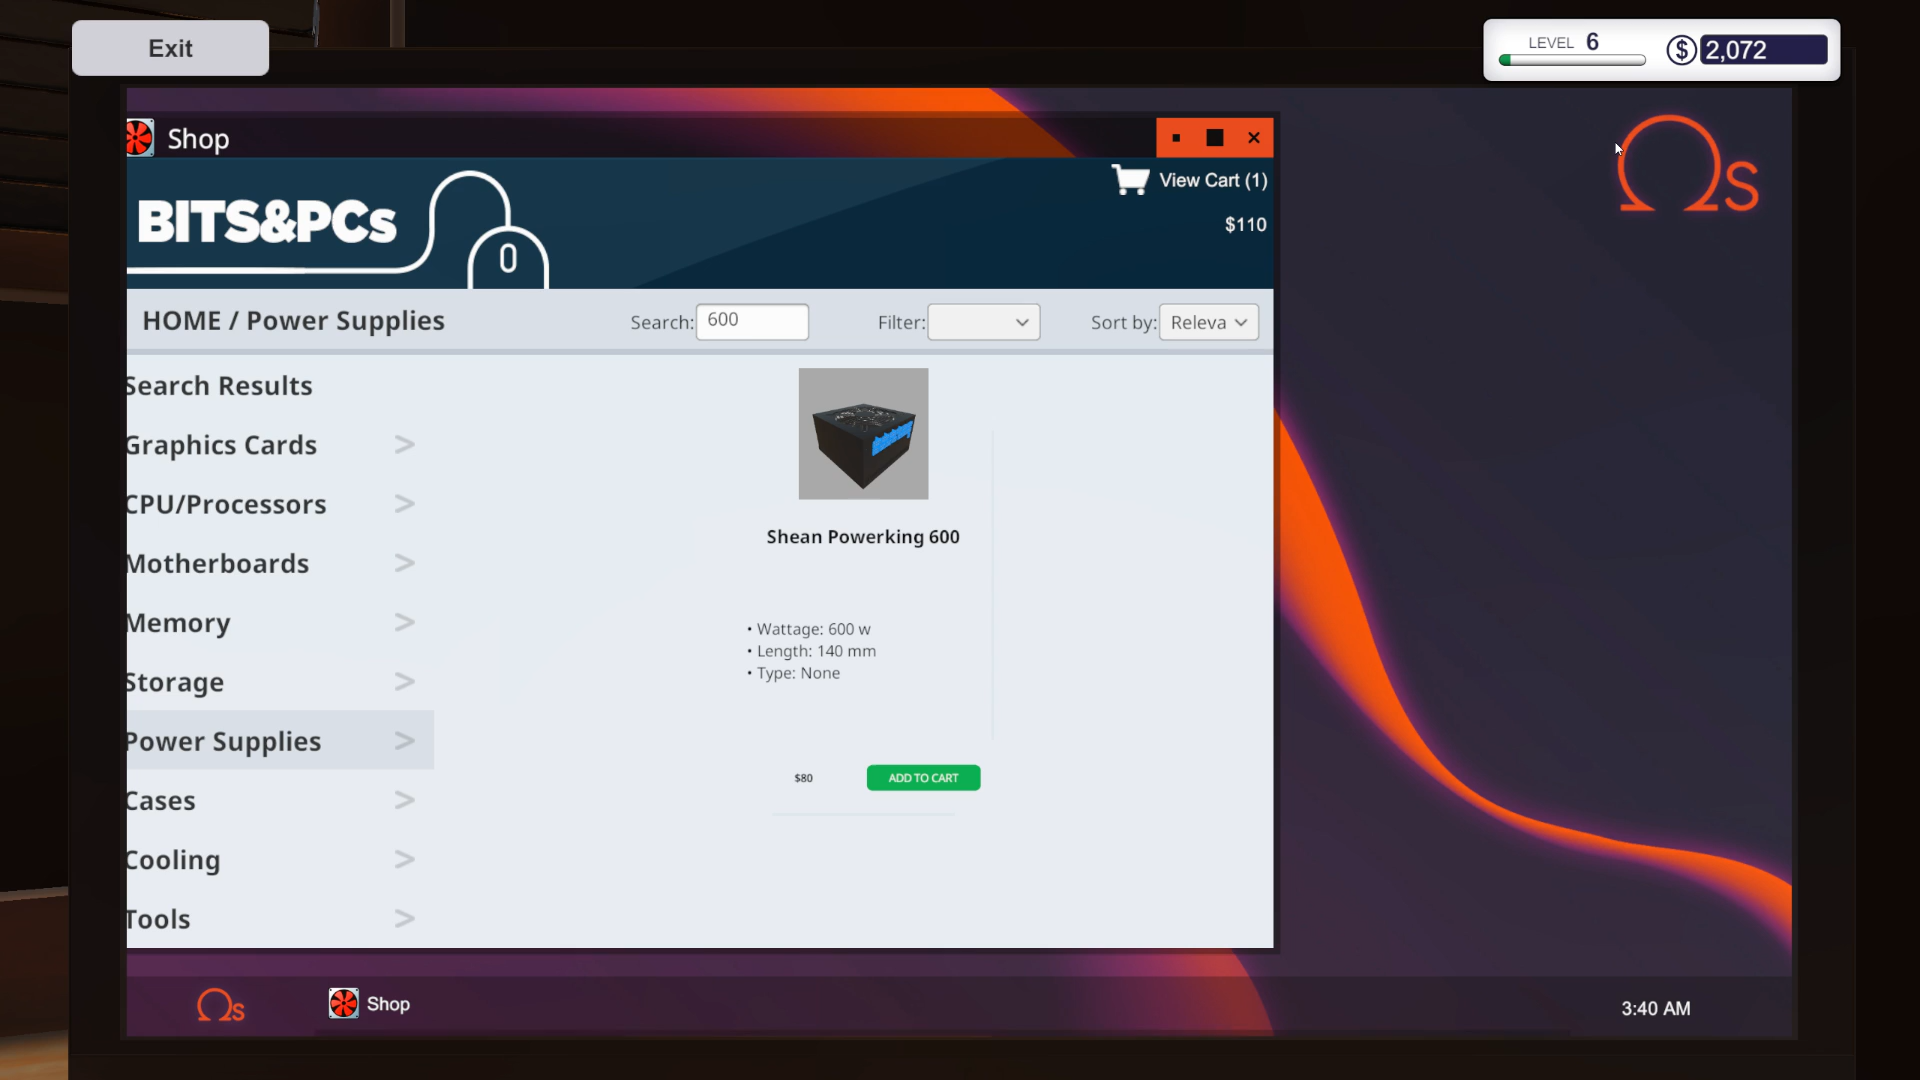 Exit
LEVEL 6
$ 2,072
Shop
View Cart (1)
BITS&PCs
$110
HOME / Power Supplies
Search: 600
Filter:
Sort by: Releva
Search Results
Graphics Cards >
CPU/Processors >
Motherboards >
Memory >
Storage >
Power Supplies >
Cases >
Cooling >
Tools >
Shean Powerking 600
• Wattage: 600 w
• Length: 140 mm
• Type: None
$80
ADD TO CART
Ωs
Ωs
Shop
3:40 AM